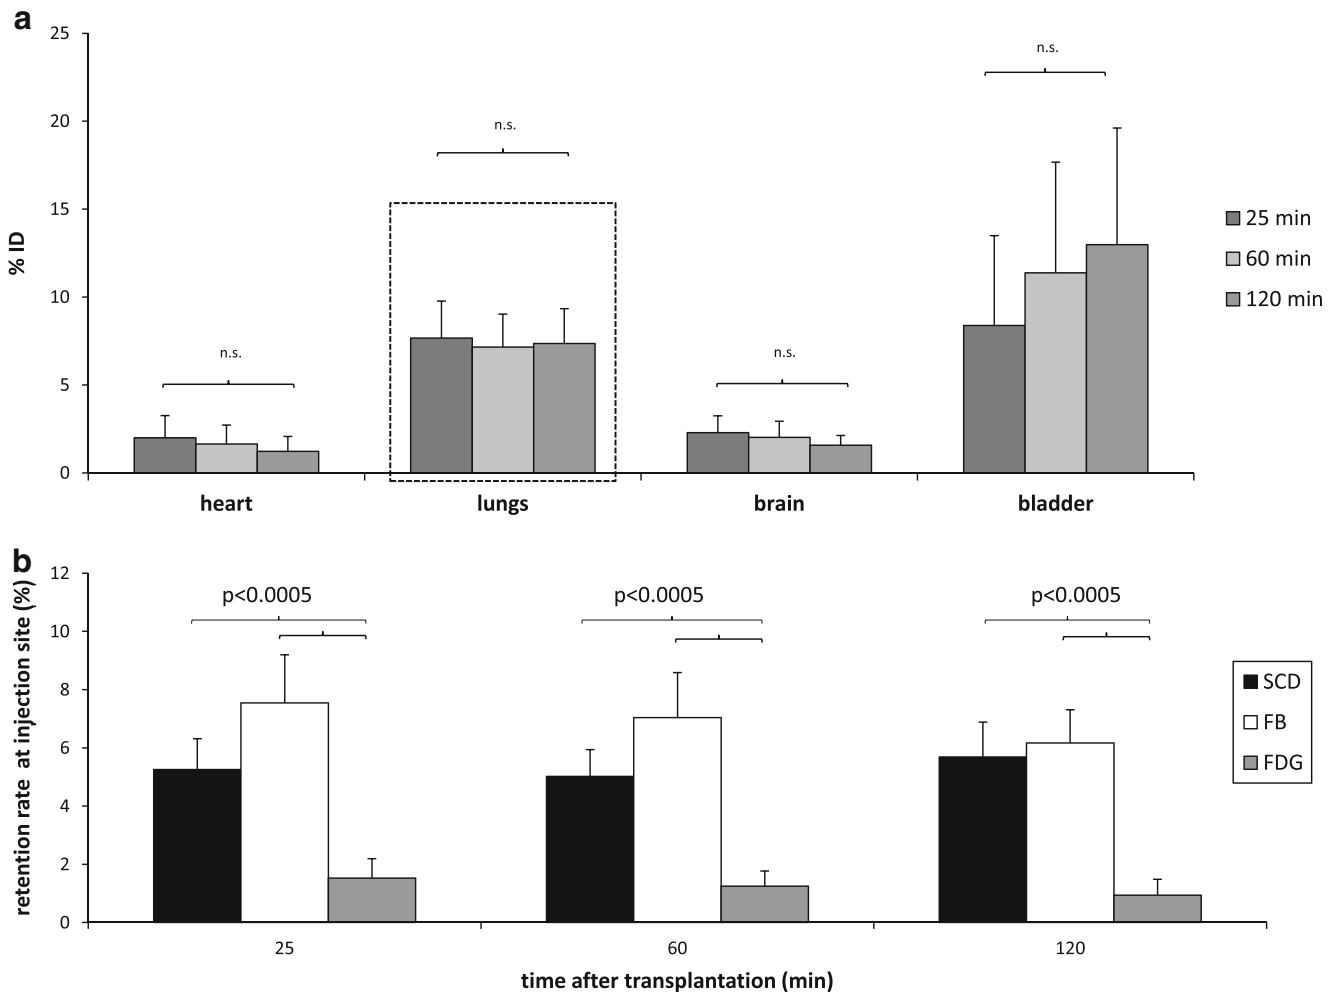 a
25
20
15
10
5
0
% ID
n.s.
n.s.
n.s.
n.s.
25 min
60 min
120 min
heart
lungs
brain
bladder
b
12
10
8
6
4
2
0
retention rate at injection site (%)
p<0.0005
p<0.0005
p<0.0005
SCD
FB
FDG
25
60
120
time after transplantation (min)